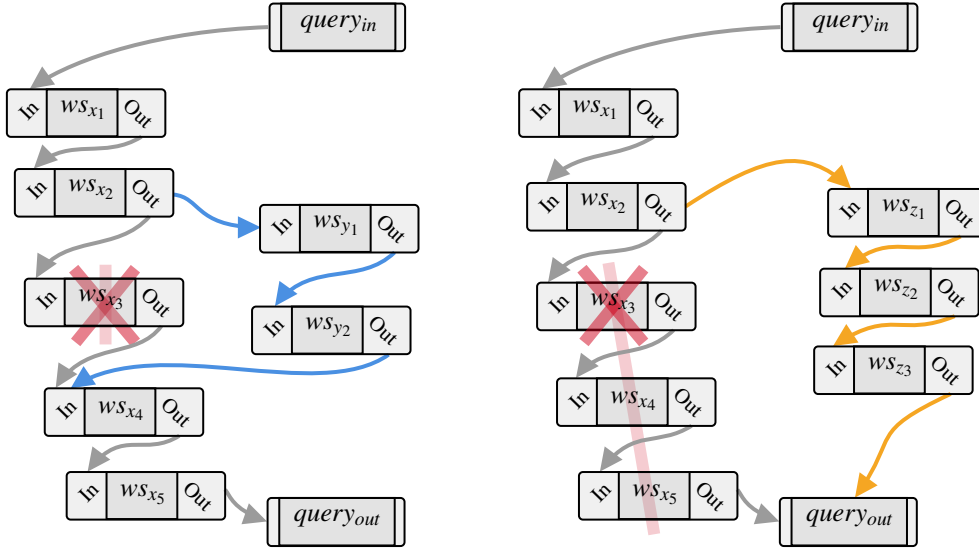 query_in
In ws_x1 Out
In ws_x2 Out
In ws_y1 Out
In ws_x3 Out
In ws_y2 Out
In ws_x4 Out
In ws_x5 Out
query_out
query_in
In ws_x1 Out
In ws_x2 Out
In ws_z1 Out
In ws_x3 Out
In ws_z2 Out
In ws_z3 Out
In ws_x4 Out
In ws_x5 Out
query_out